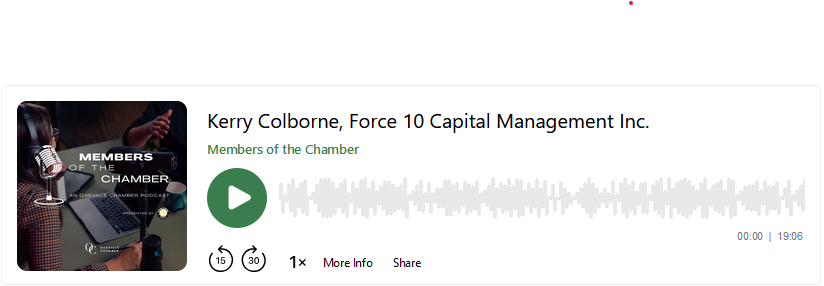 Kerry Colborne, Force 10 Capital Management Inc.
Members of the Chamber
MEMBERS
OF THE
CHAMBER
AN OAKVILLE CHAMBER PODCAST
PRESENTED BY
OAKVILLE
CHAMBER
00:00 | 19:06
15 30 1× More Info Share